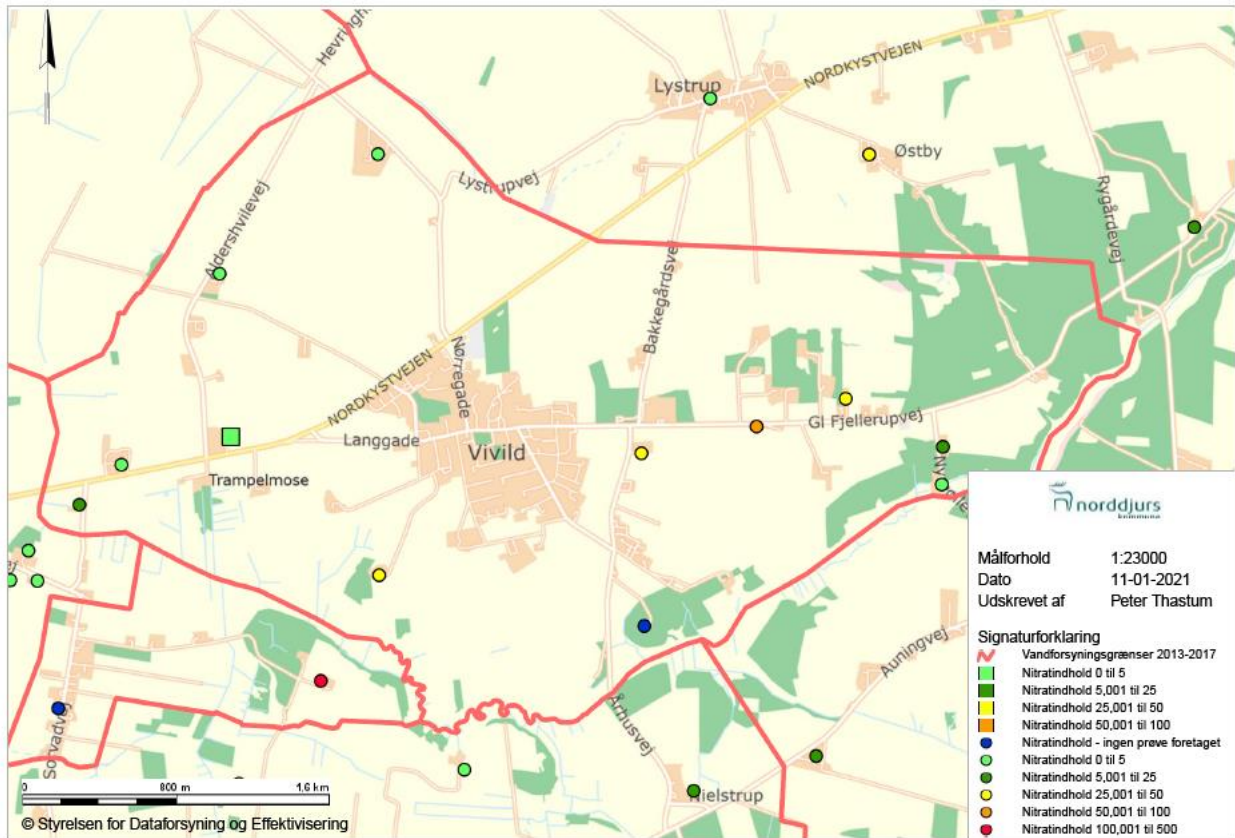 Hevringh
Lystrup
NORDKYSTVEJEN
Østby
Lystrupvej
Rygårdevej
Aldershvilevej
Bakkegårdsvej
NORDKYSTVEJEN
Nørregade
Gl Fjellerupvej
Langgade
Vivild
Trampelmose
Auningvej
Århusvej
norddjurs
kommune
Målforhold 1:23000
Dato 11-01-2021
Udskrevet af Peter Thastum
Signaturforklaring
Vandforsyningsgrænser 2013-2017
Nitratindhold 0 til 5
Nitratindhold 5,001 til 25
Nitratindhold 25,001 til 50
Nitratindhold 50,001 til 100
Nitratindhold - ingen prøve foretaget
Nitratindhold 0 til 5
Nitratindhold 5,001 til 25
Nitratindhold 25,001 til 50
Nitratindhold 50,001 til 100
Nitratindhold 100,001 til 500
Sorvadvej
Nielstrup
0 800 m 1,6 km
© Styrelsen for Dataforsyning og Effektivisering